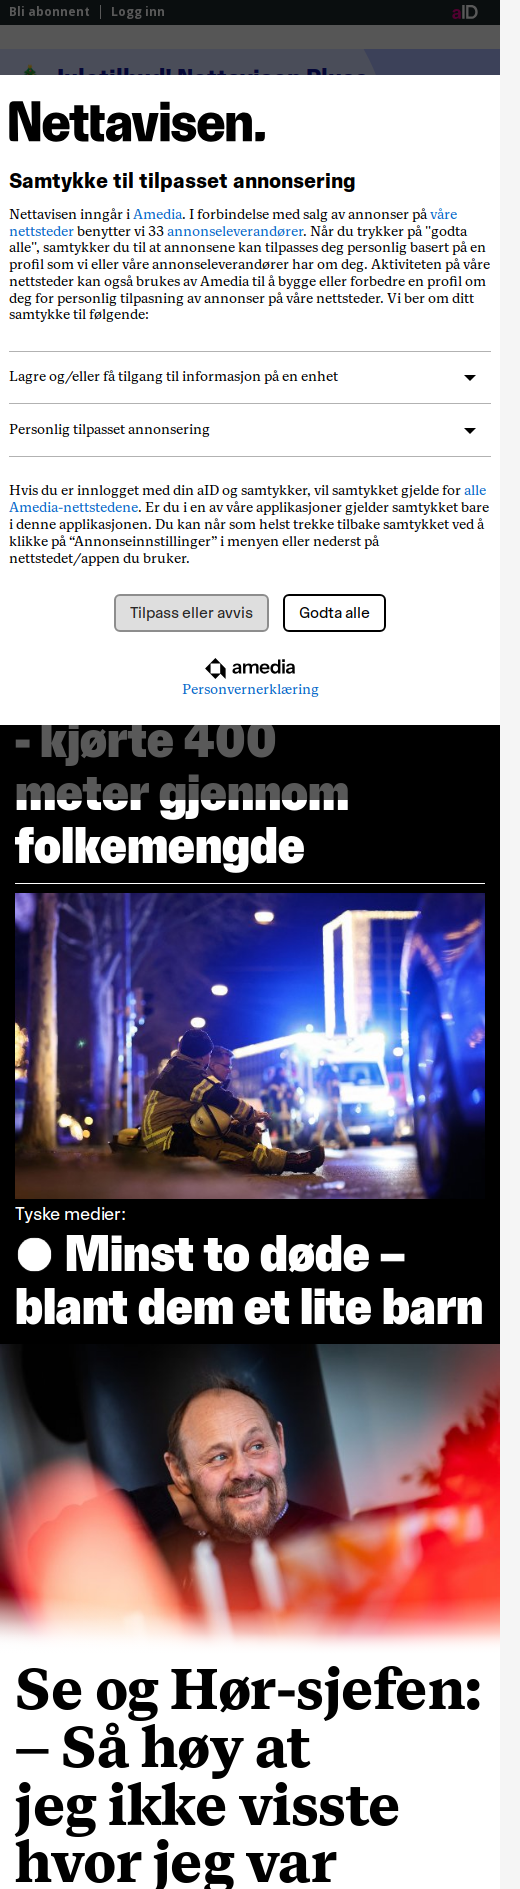 Bli abonnent | Logg inn
aID
Nettavisen.
Samtykke til tilpasset annonsering
Nettavisen inngår i Amedia. I forbindelse med salg av annonser på våre
nettsteder benytter vi 33 annonseleverandører. Når du trykker på "godta
alle", samtykker du til at annonsene kan tilpasses deg personlig basert på en
profil som vi eller våre annonseleverandører har om deg. Aktiviteten på våre
nettsteder kan også brukes av Amedia til å bygge eller forbedre en profil om
deg for personlig tilpasning av annonser på våre nettsteder. Vi ber om ditt
samtykke til følgende:
Lagre og/eller få tilgang til informasjon på en enhet
Personlig tilpasset annonsering
Hvis du er innlogget med din aID og samtykker, vil samtykket gjelde for alle
Amedia-nettstedene. Er du i en av våre applikasjoner gjelder samtykket bare
i denne applikasjonen. Du kan når som helst trekke tilbake samtykket ved å
klikke på “Annonseinnstillinger” i menyen eller nederst på
nettstedet/appen du bruker.
Tilpass eller avvis
Godta alle
amedia
Personvernerklæring
- kjørte 400
meter gjennom
folkemengde
Tyske medier:
● Minst to døde –
blant dem et lite barn
Se og Hør-sjefen:
– Så høy at
jeg ikke visste
hvor jeg var